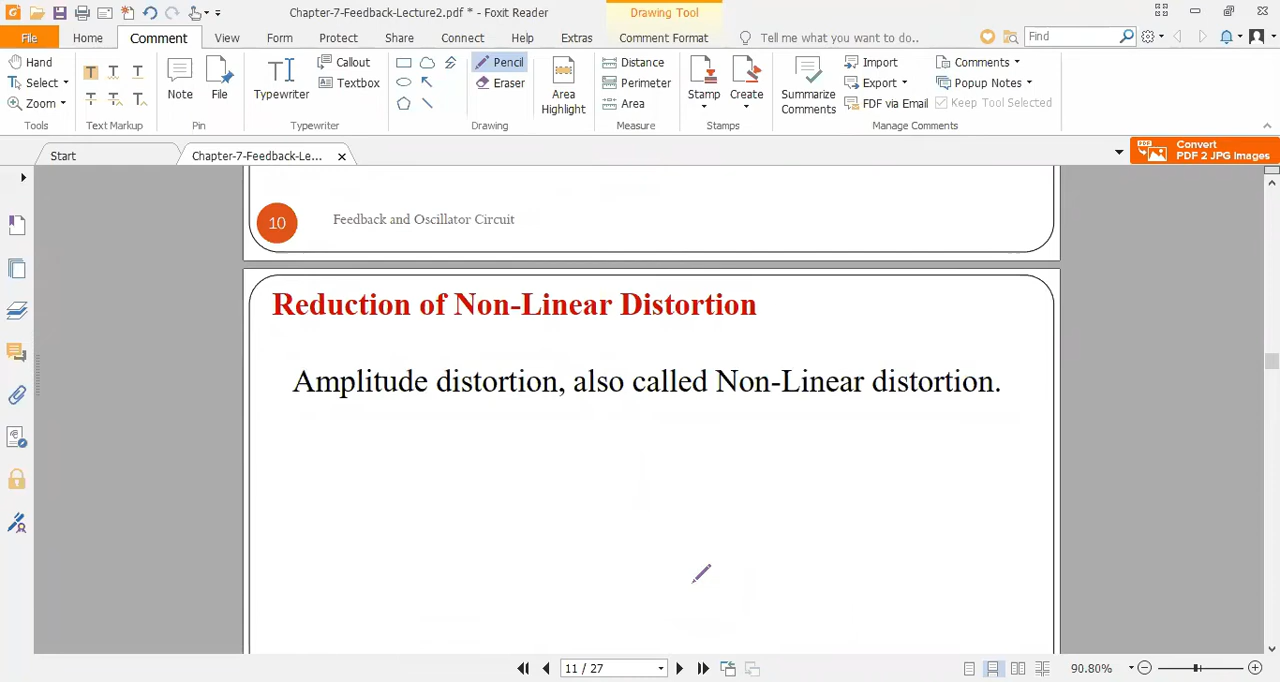 Chapter-7-Feedback-Lecture2.pdf * - Foxit Reader
Drawing Tool
File Home Comment View Form Protect Share Connect Help Extras Comment Format Tell me what you want to do.. Find
Hand
Select
Zoom
Tools
Text Markup
Note
File
Pin
Typewriter
Callout
Textbox
Typewriter
Pencil
Eraser
Drawing
Area
Highlight
Distance
Perimeter
Area
Measure
Stamp
Create
Stamps
Summarize
Comments
Import
Export
FDF via Email
Comments
Popup Notes
Keep Tool Selected
Manage Comments
Start
Chapter-7-Feedback-Le...
Convert
PDF 2 JPG Images
10 Feedback and Oscillator Circuit
Reduction of Non-Linear Distortion
Amplitude distortion, also called Non-Linear distortion.
11 / 27
90.80%